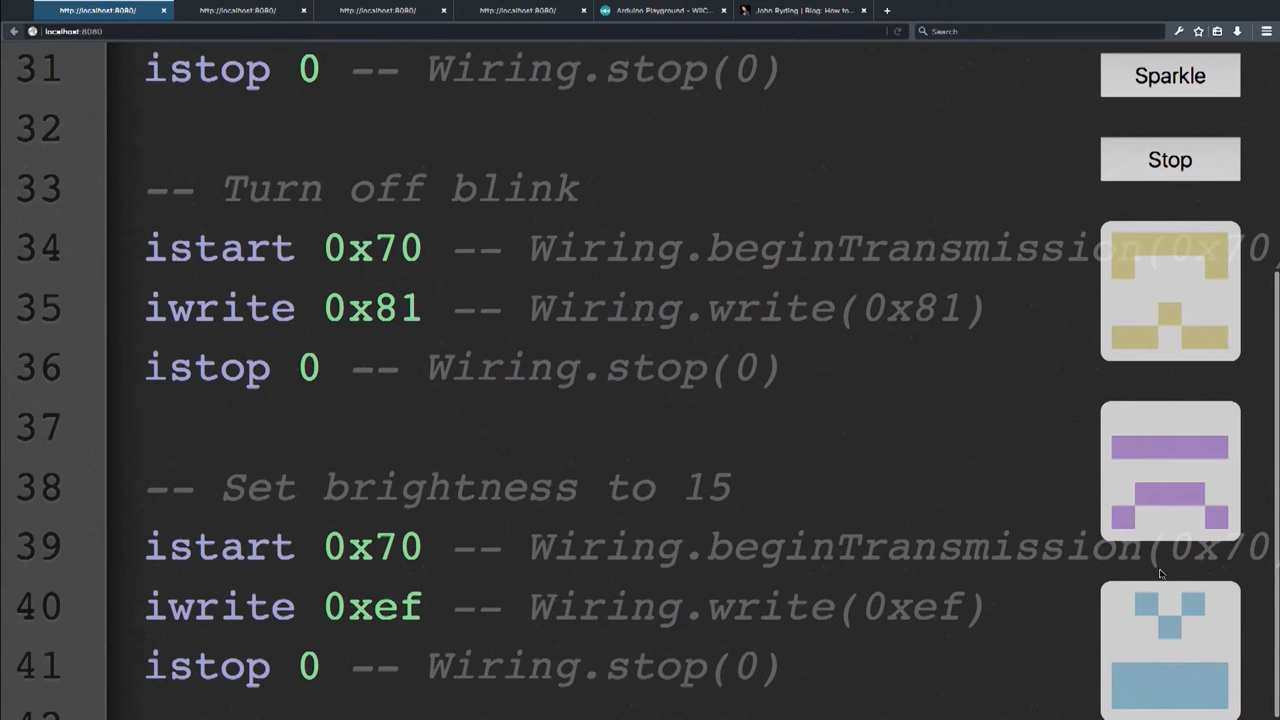 http://localhost:8080/ × http://localhost:8080/ × http://localhost:8080/ × http://localhost:8080/ × Arduino Playground - WiiC... × John Ryding | Blog: How to... × +
localhost:8080 Search
31 istop 0 -- Wiring.stop(0)
Sparkle
32
Stop
33 -- Turn off blink
34 istart 0x70 -- Wiring.beginTransmission(0x70
35 iwrite 0x81 -- Wiring.write(0x81)
36 istop 0 -- Wiring.stop(0)
37
38 -- Set brightness to 15
39 istart 0x70 -- Wiring.beginTransmission(0x70
40 iwrite 0xef -- Wiring.write(0xef)
41 istop 0 -- Wiring.stop(0)